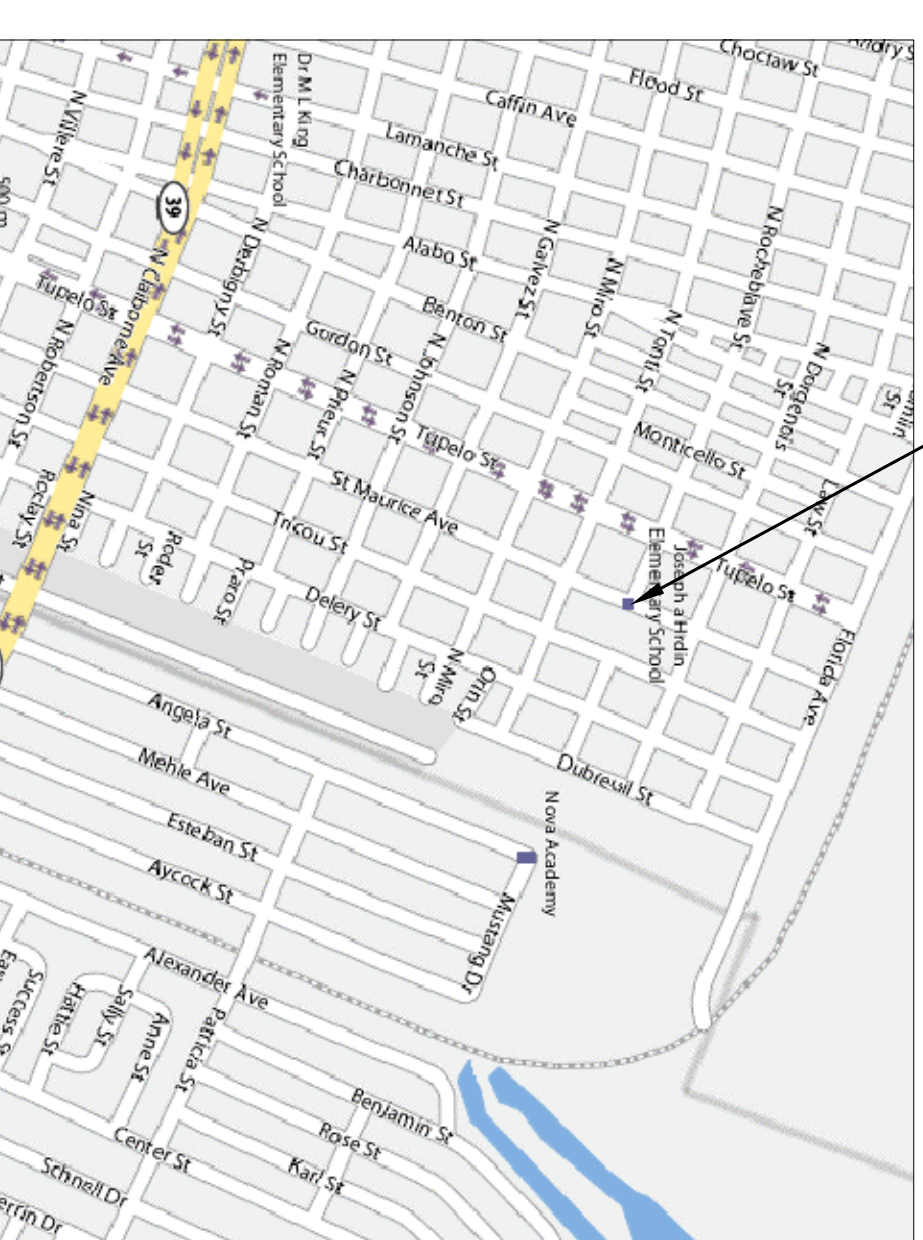 Choctaw St
Flood St
Caffin Ave
Dr M L King
Elementary School
Lamanche St
Charbonnet St
N Villere St
39
N Rocheblave St
N Galvez St
N Desbigny St
Alabo St
N Miro St
N Claiborne Ave
Tupelo St
Benton St
N Tonti St
Gordon St
N Robertson St
N Roman St
N Johnson St
N Dorgenois
St
N Prieur St
Monticello St
Tupelo St
St Maurice Ave
Law St
Roclay St
Nina St
Tricou St
Roder
St
Joseph a Hrdin
Elementary School
Tupelo St
Delery St
Florida Ave
N Miro
St
Orin St
Angela St
Mehle Ave
Dubreuil St
Nova Academy
Esteban St
Aycock St
Mustang Dr
Alexander Ave
Success St
Hattie St
Sally St
Anne St
Patricia St
Benjamin St
Rose St
Karl St
Center St
Schnell Dr